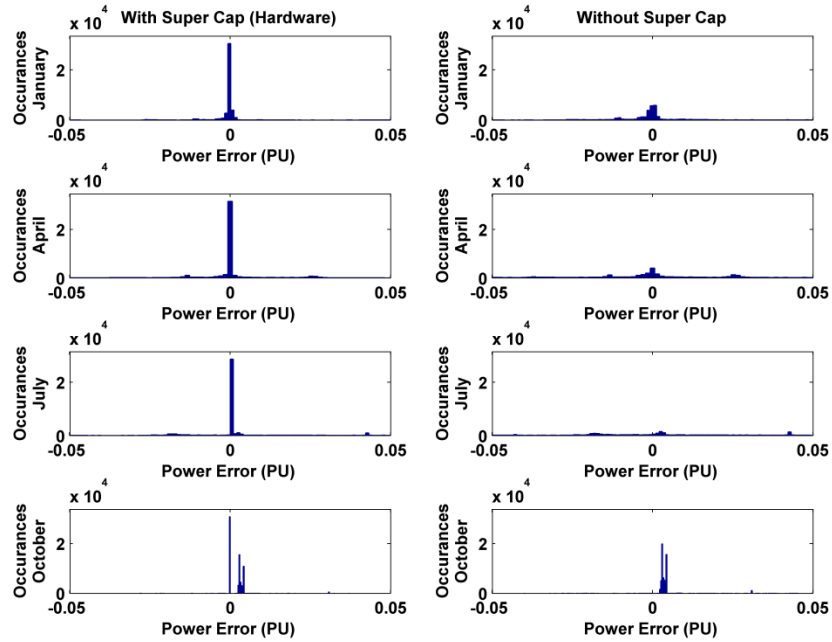 With Super Cap (Hardware)
Without Super Cap
x 10^4
x 10^4
Occurances
January
2
0
-0.05
0
0.05
Power Error (PU)
Occurances
January
2
0
-0.05
0
0.05
Power Error (PU)
x 10^4
x 10^4
Occurances
April
2
0
-0.05
0
0.05
Power Error (PU)
Occurances
April
2
0
-0.05
0
0.05
Power Error (PU)
x 10^4
x 10^4
Occurances
July
2
0
-0.05
0
0.05
Power Error (PU)
Occurances
July
2
0
-0.05
0
0.05
Power Error (PU)
x 10^4
x 10^4
Occurances
October
2
0
-0.05
0
0.05
Power Error (PU)
Occurances
October
2
0
-0.05
0
0.05
Power Error (PU)